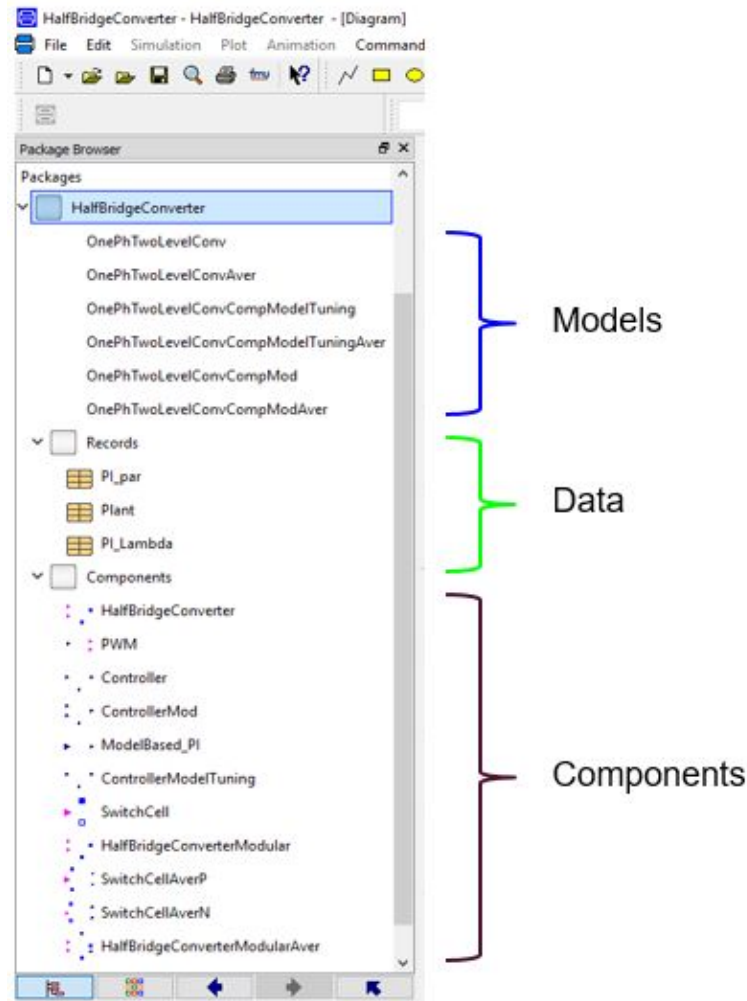 HalfBridgeConverter - HalfBridgeConverter - [Diagram]
File Edit Simulation Plot Animation Command
fmu
Package Browser
Packages
HalfBridgeConverter
OnePhTwoLevelConv
OnePhTwoLevelConvAver
OnePhTwoLevelConvCompModelTuning
OnePhTwoLevelConvCompModelTuningAver
OnePhTwoLevelConvCompMod
OnePhTwoLevelConvCompModAver
Models
Records
PI_par
Plant
PI_Lambda
Data
Components
HalfBridgeConverter
PWM
Controller
ControllerMod
ModelBased_PI
ControllerModelTuning
SwitchCell
HalfBridgeConverterModular
SwitchCellAverP
SwitchCellAverN
HalfBridgeConverterModularAver
Components